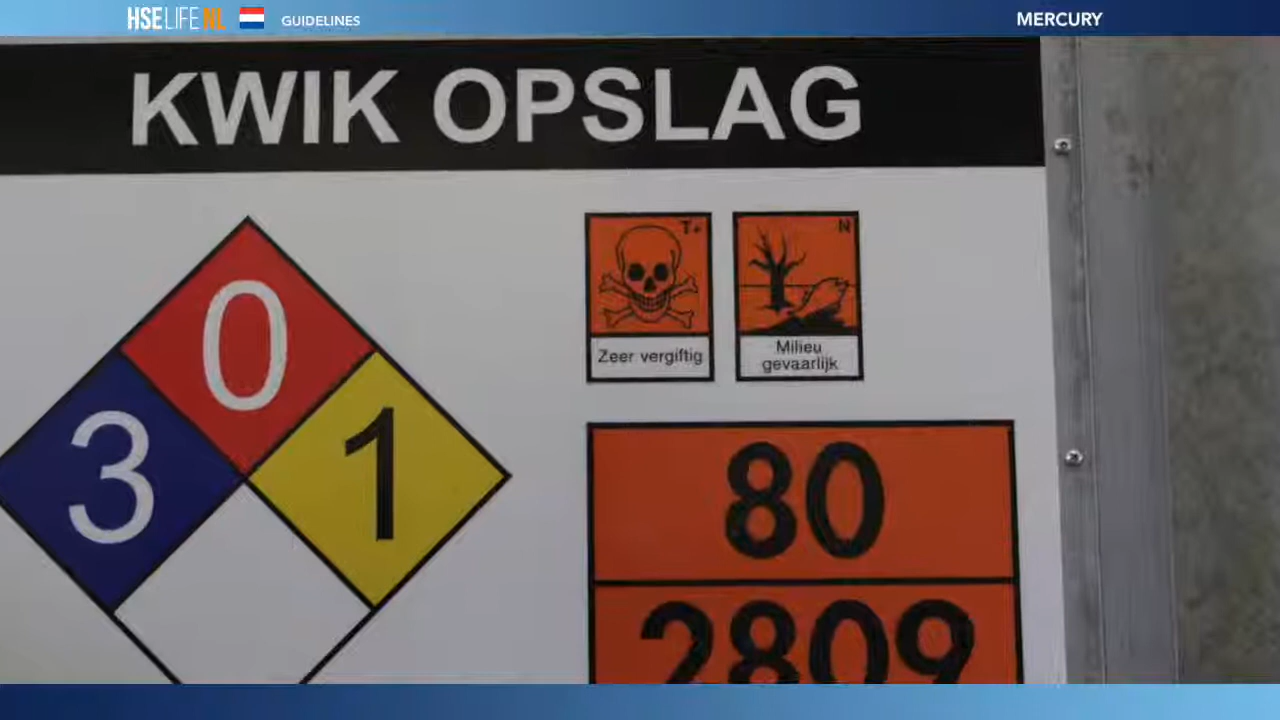 HSELIFE NL GUIDELINES MERCURY
KWIK OPSLAG
0
3
1
T+
Zeer vergiftig
N
Milieu
gevaarlijk
80
2809